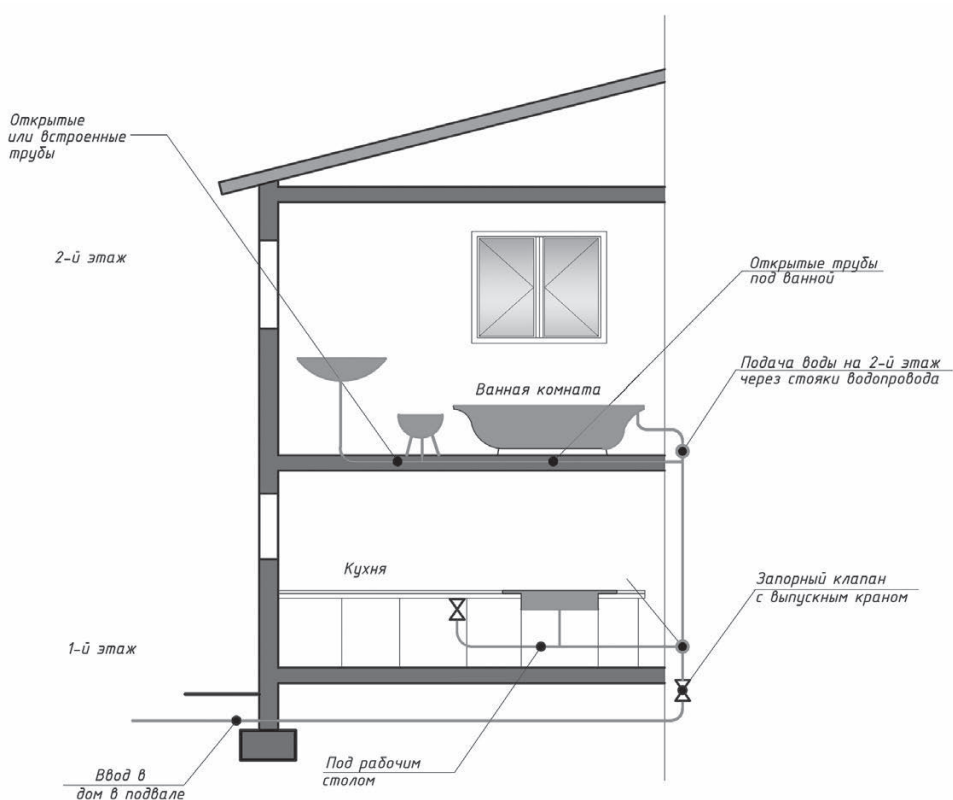 Открытые
или встроенные
трубы
2-й этаж
Открытые трубы
под ванной
Подача воды на 2-й этаж
через стояки водопровода
Ванная комната
Кухня
Запорный клапан
с выпускным краном
1-й этаж
Под рабочим
столом
Ввод в
дом в подвале